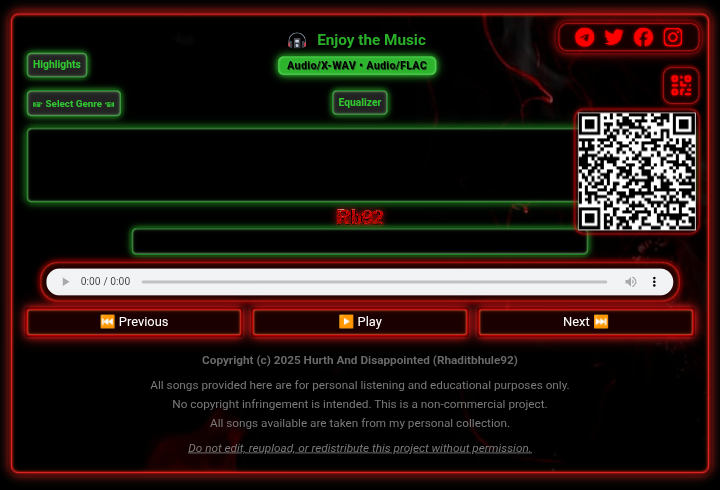 Enjoy the Music
Audio/X-WAV • Audio/FLAC
Highlights
Select Genre
Equalizer
Rh92
0:00 / 0:00
Previous
Play
Next
Copyright (c) 2025 Hurth And Disappointed (Rhaditbhule92)
All songs provided here are for personal listening and educational purposes only.
No copyright infringement is intended. This is a non-commercial project.
All songs available are taken from my personal collection.
Do not edit, reupload, or redistribute this project without permission.